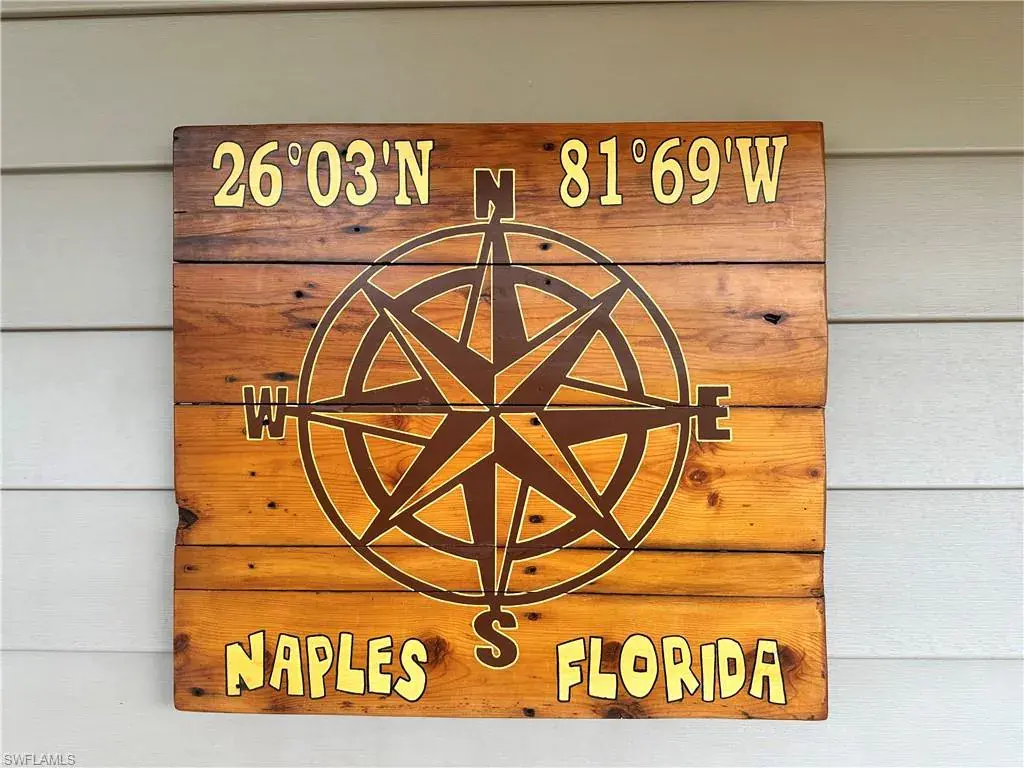 26°03'N 81°69'W
N
W E
S
NAPLES FLORIDA
SWFLAMLS